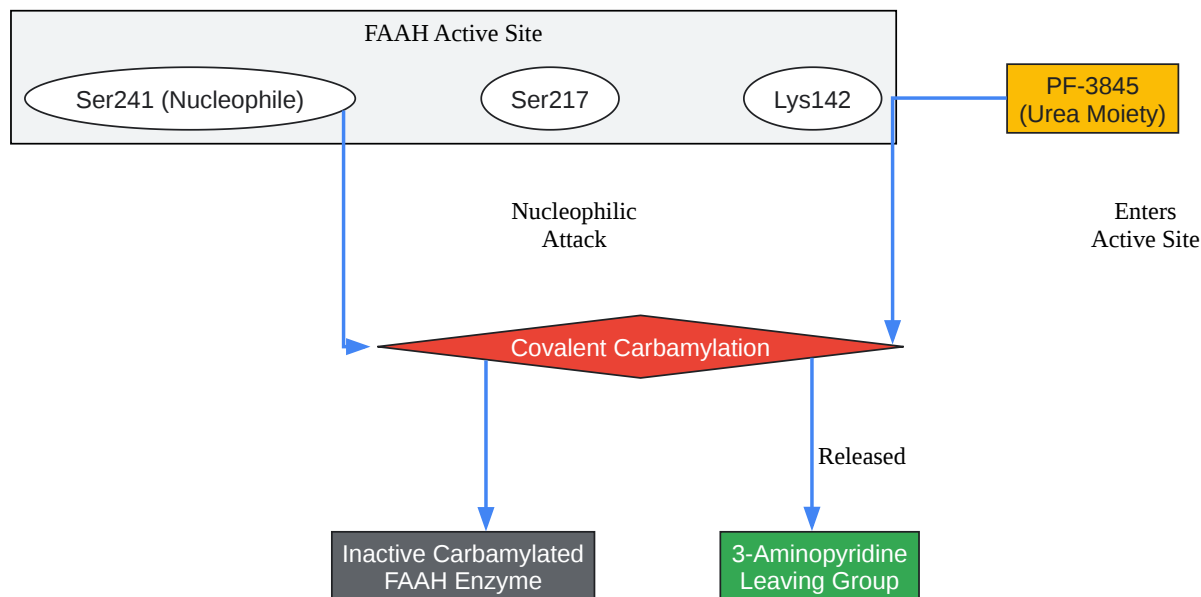 FAAH Active Site
Ser241 (Nucleophile)
Ser217
Lys142
PF-3845
(Urea Moiety)
Nucleophilic
Attack
Enters
Active Site
Covalent Carbamylation
Released
Inactive Carbamylated
FAAH Enzyme
3-Aminopyridine
Leaving Group